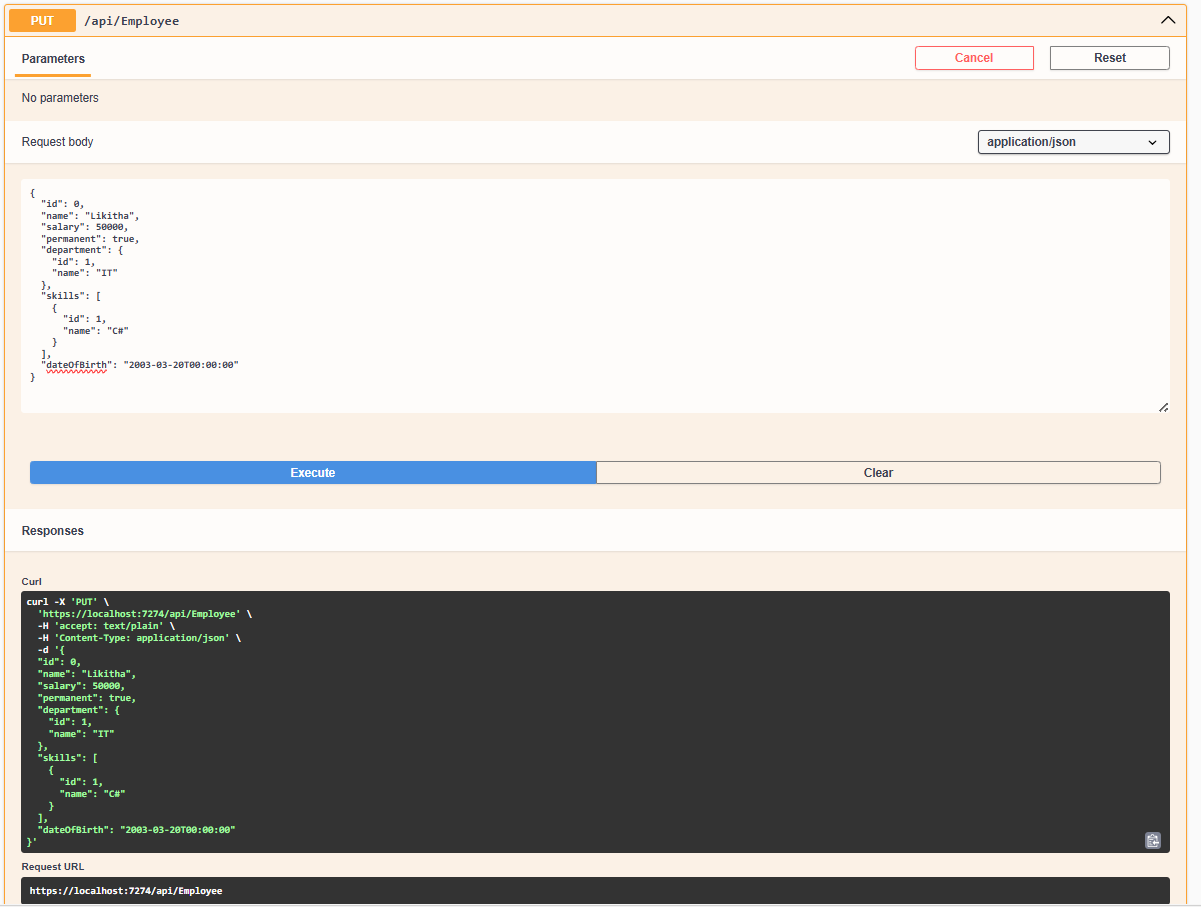 PUT /api/Employee
Parameters
Cancel
Reset
No parameters
Request body
application/json
{
  "id": 0,
  "name": "Likitha",
  "salary": 50000,
  "permanent": true,
  "department": {
    "id": 1,
    "name": "IT"
  },
  "skills": [
    {
      "id": 1,
      "name": "C#"
    }
  ],
  "dateOfBirth": "2003-03-20T00:00:00"
}
Execute
Clear
Responses
Curl
curl -X 'PUT' \
  'https://localhost:7274/api/Employee' \
  -H 'accept: text/plain' \
  -H 'Content-Type: application/json' \
  -d '{
  "id": 0,
  "name": "Likitha",
  "salary": 50000,
  "permanent": true,
  "department": {
    "id": 1,
    "name": "IT"
  },
  "skills": [
    {
      "id": 1,
      "name": "C#"
    }
  ],
  "dateOfBirth": "2003-03-20T00:00:00"
}'
Request URL
https://localhost:7274/api/Employee